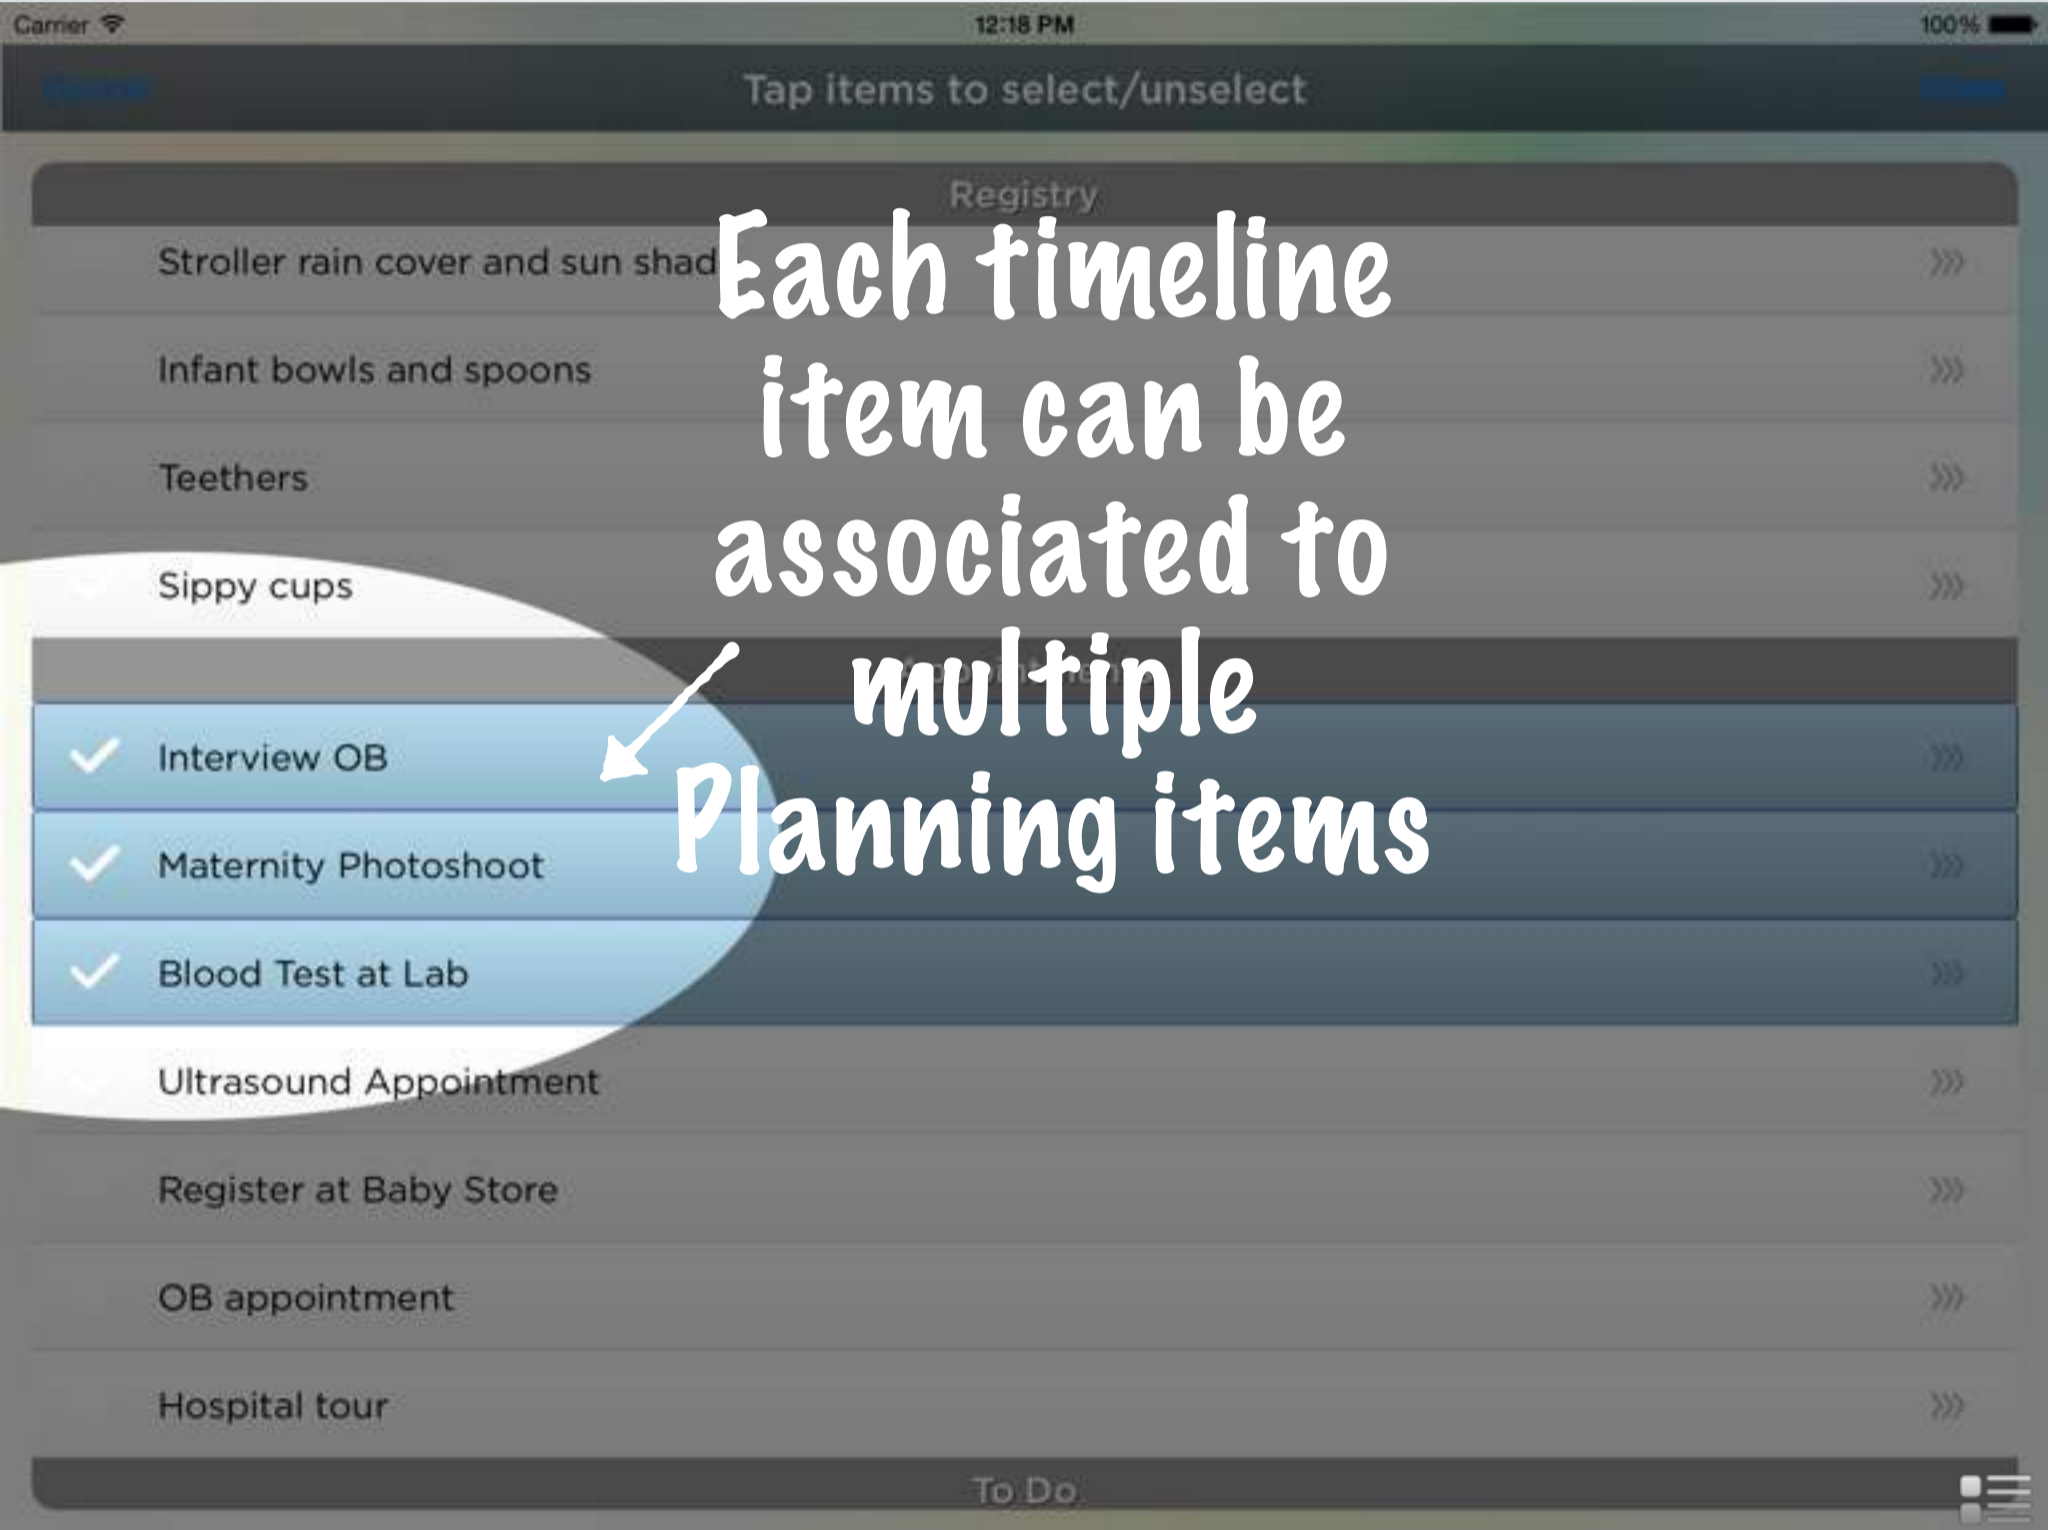 Carrier 12:18 PM 100%
Tap items to select/unselect
Registry
Stroller rain cover and sun shad
Infant bowls and spoons
Teethers
Sippy cups
Interview OB
Maternity Photoshoot
Blood Test at Lab
Ultrasound Appointment
Register at Baby Store
OB appointment
Hospital tour
To Do
Each timeline
item can be
associated to
multiple
Planning items